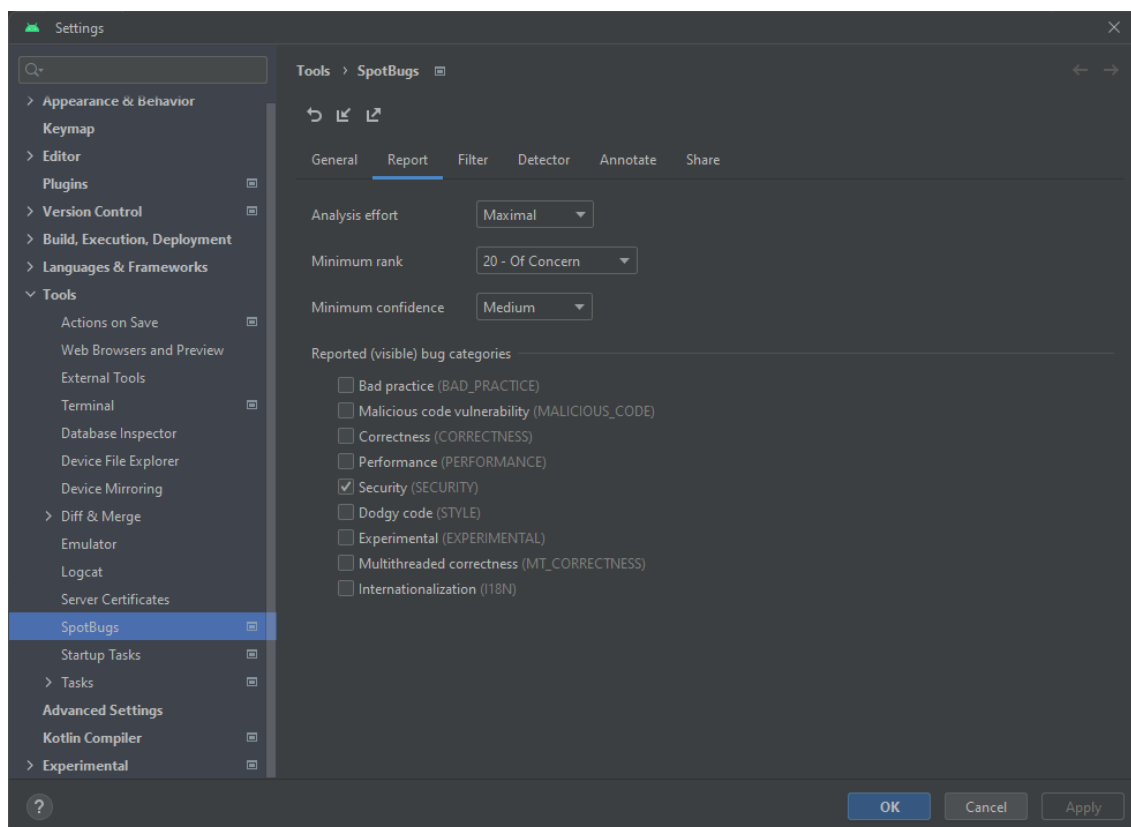 Settings
Appearance & Behavior
Keymap
Editor
Plugins
Version Control
Build, Execution, Deployment
Languages & Frameworks
Tools
Actions on Save
Web Browsers and Preview
External Tools
Terminal
Database Inspector
Device File Explorer
Device Mirroring
Diff & Merge
Emulator
Logcat
Server Certificates
SpotBugs
Startup Tasks
Tasks
Advanced Settings
Kotlin Compiler
Experimental
Tools › SpotBugs
General Report Filter Detector Annotate Share
Analysis effort Maximal
Minimum rank 20 - Of Concern
Minimum confidence Medium
Reported (visible) bug categories
Bad practice (BAD_PRACTICE)
Malicious code vulnerability (MALICIOUS_CODE)
Correctness (CORRECTNESS)
Performance (PERFORMANCE)
Security (SECURITY)
Dodgy code (STYLE)
Experimental (EXPERIMENTAL)
Multithreaded correctness (MT_CORRECTNESS)
Internationalization (I18N)
? OK Cancel Apply